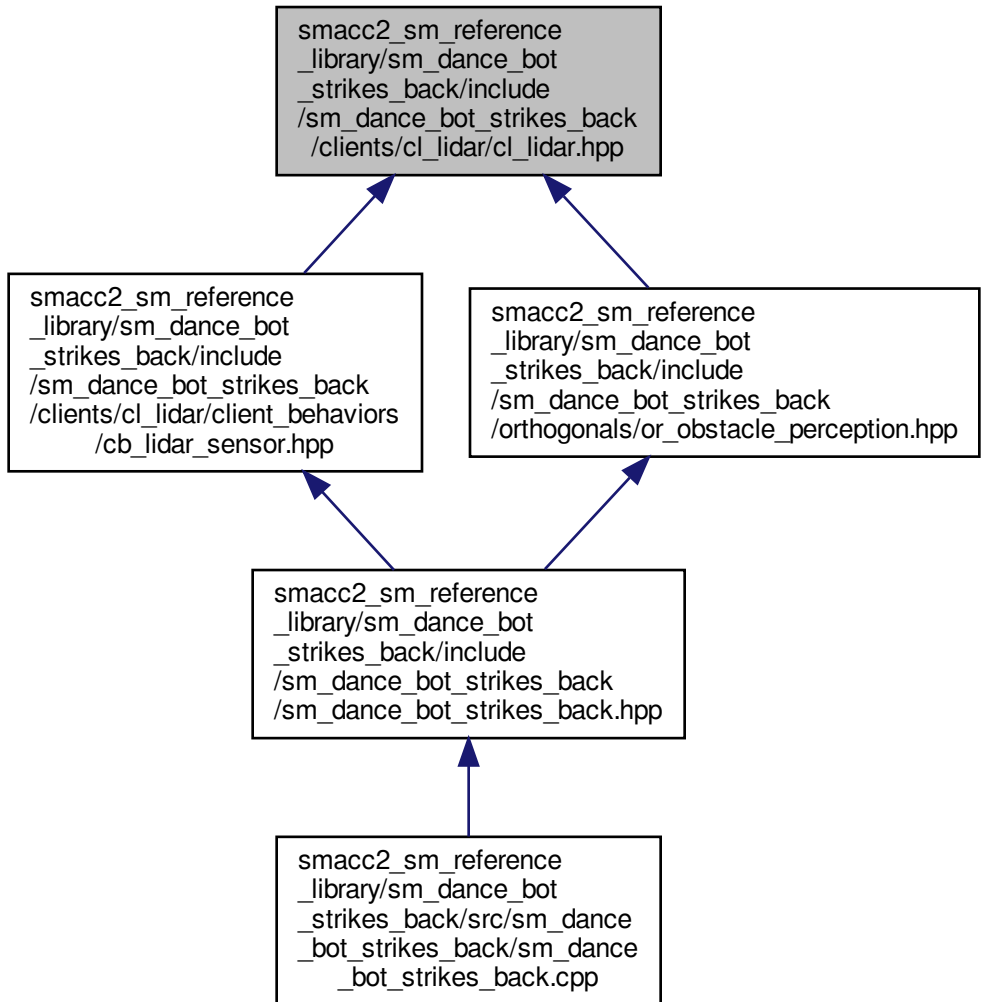 smacc2_sm_reference
_library/sm_dance_bot
_strikes_back/include
/sm_dance_bot_strikes_back
/clients/cl_lidar/cl_lidar.hpp
smacc2_sm_reference
_library/sm_dance_bot
_strikes_back/include
/sm_dance_bot_strikes_back
/clients/cl_lidar/client_behaviors
/cb_lidar_sensor.hpp
smacc2_sm_reference
_library/sm_dance_bot
_strikes_back/include
/sm_dance_bot_strikes_back
/orthogonals/or_obstacle_perception.hpp
smacc2_sm_reference
_library/sm_dance_bot
_strikes_back/include
/sm_dance_bot_strikes_back
/sm_dance_bot_strikes_back.hpp
smacc2_sm_reference
_library/sm_dance_bot
_strikes_back/src/sm_dance
_bot_strikes_back/sm_dance
_bot_strikes_back.cpp